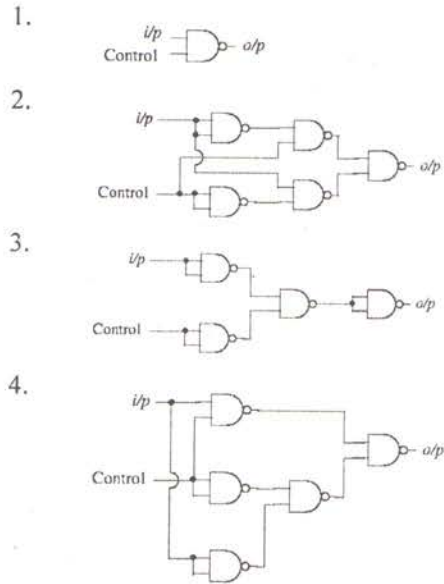 1.
i/p
o/p
Control
2.
i/p
o/p
Control
3.
i/p
o/p
Control
4.
i/p
o/p
Control